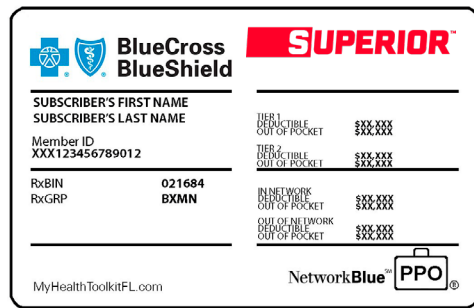 BlueCross
BlueShield
SUPERIOR™
SUBSCRIBER'S FIRST NAME
SUBSCRIBER'S LAST NAME
Member ID
XXX123456789012
RxBIN 021684
RxGRP BXMN
TIER 1
DEDUCTIBLE $XX,XXX
OUT OF POCKET $XX,XXX
TIER 2
DEDUCTIBLE $XX,XXX
OUT OF POCKET $XX,XXX
IN NETWORK
DEDUCTIBLE $XX,XXX
OUT OF POCKET $XX,XXX
OUT OF NETWORK
DEDUCTIBLE $XX,XXX
OUT OF POCKET $XX,XXX
MyHealthToolkitFL.com
NetworkBlue℠ PPO ®